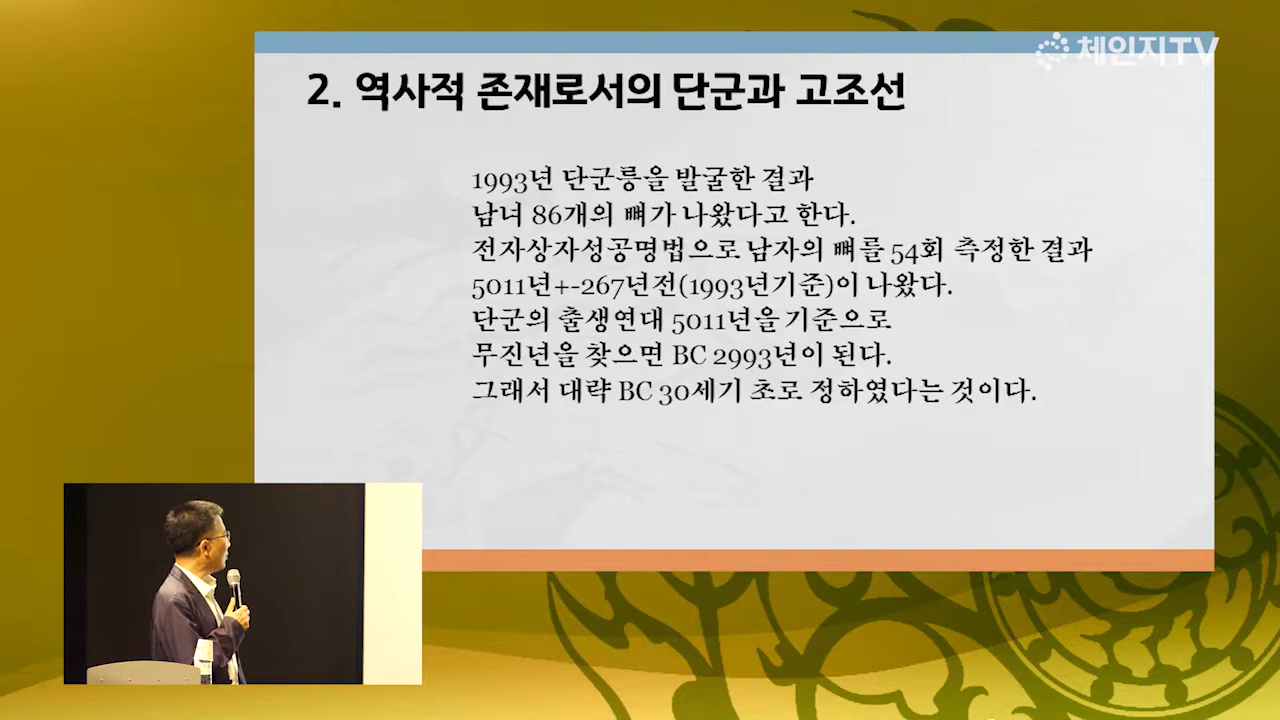 체인지TV
2. 역사적 존재로서의 단군과 고조선
1993년 단군릉을 발굴한 결과
남녀 86개의 뼈가 나왔다고 한다.
전자상자성공명법으로 남자의 뼈를 54회 측정한 결과
5011년+-267년전(1993년기준)이 나왔다.
단군의 출생연대 5011년을 기준으로
무진년을 찾으면 BC 2993년이 된다.
그래서 대략 BC 30세기 초로 정하였다는 것이다.